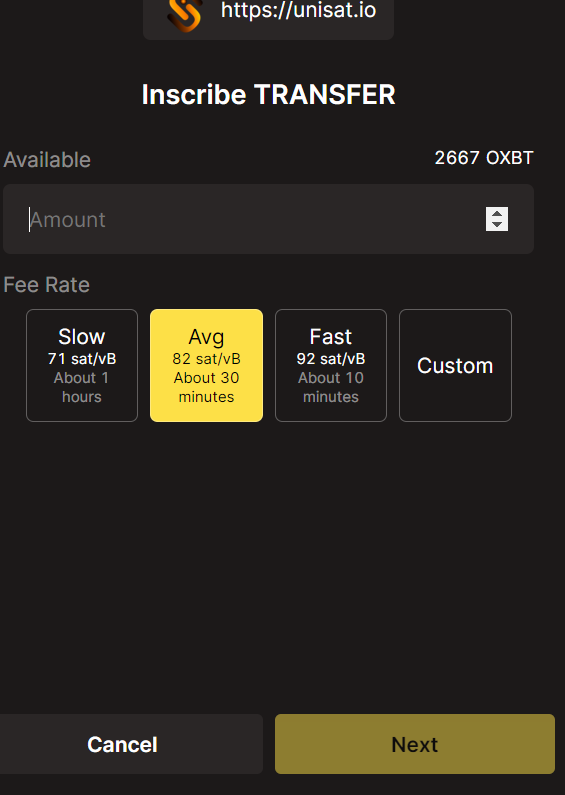 https://unisat.io
Inscribe TRANSFER
Available
2667 OXBT
Amount
Fee Rate
Slow
71 sat/vB
About 1
hours
Avg
82 sat/vB
About 30
minutes
Fast
92 sat/vB
About 10
minutes
Custom
Cancel
Next